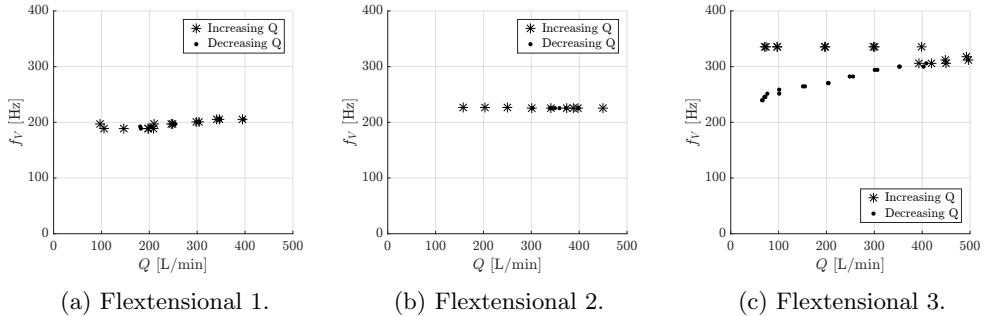 400
300
200
100
0
f_V [Hz]
Increasing Q
Decreasing Q
0 100 200 300 400 500
Q [L/min]
(a) Flextensional 1.
400
300
200
100
0
f_V [Hz]
Increasing Q
Decreasing Q
0 100 200 300 400 500
Q [L/min]
(b) Flextensional 2.
400
300
200
100
0
f_V [Hz]
Increasing Q
Decreasing Q
0 100 200 300 400 500
Q [L/min]
(c) Flextensional 3.